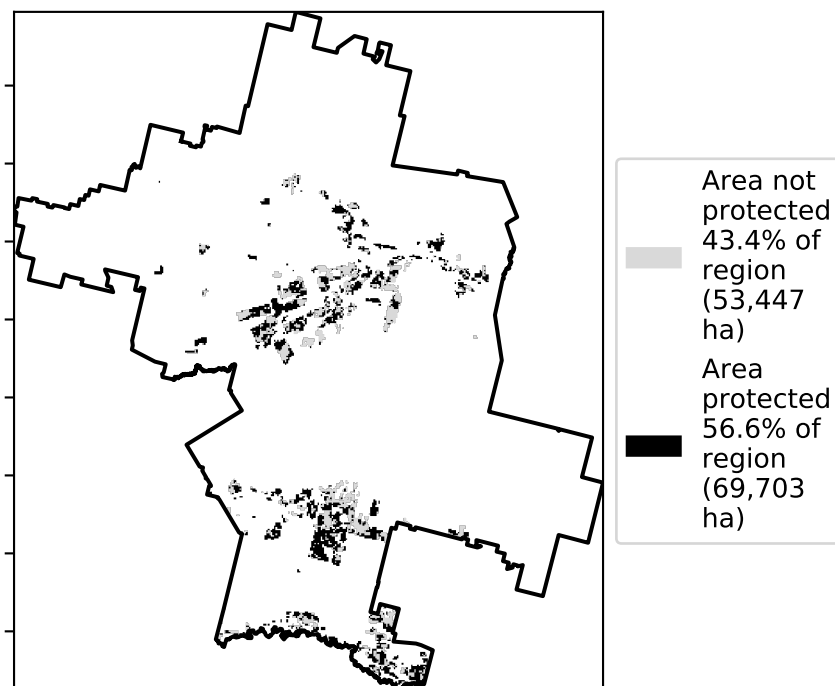 Area not
protected
43.4% of
region
(53,447
ha)
Area
protected
56.6% of
region
(69,703
ha)